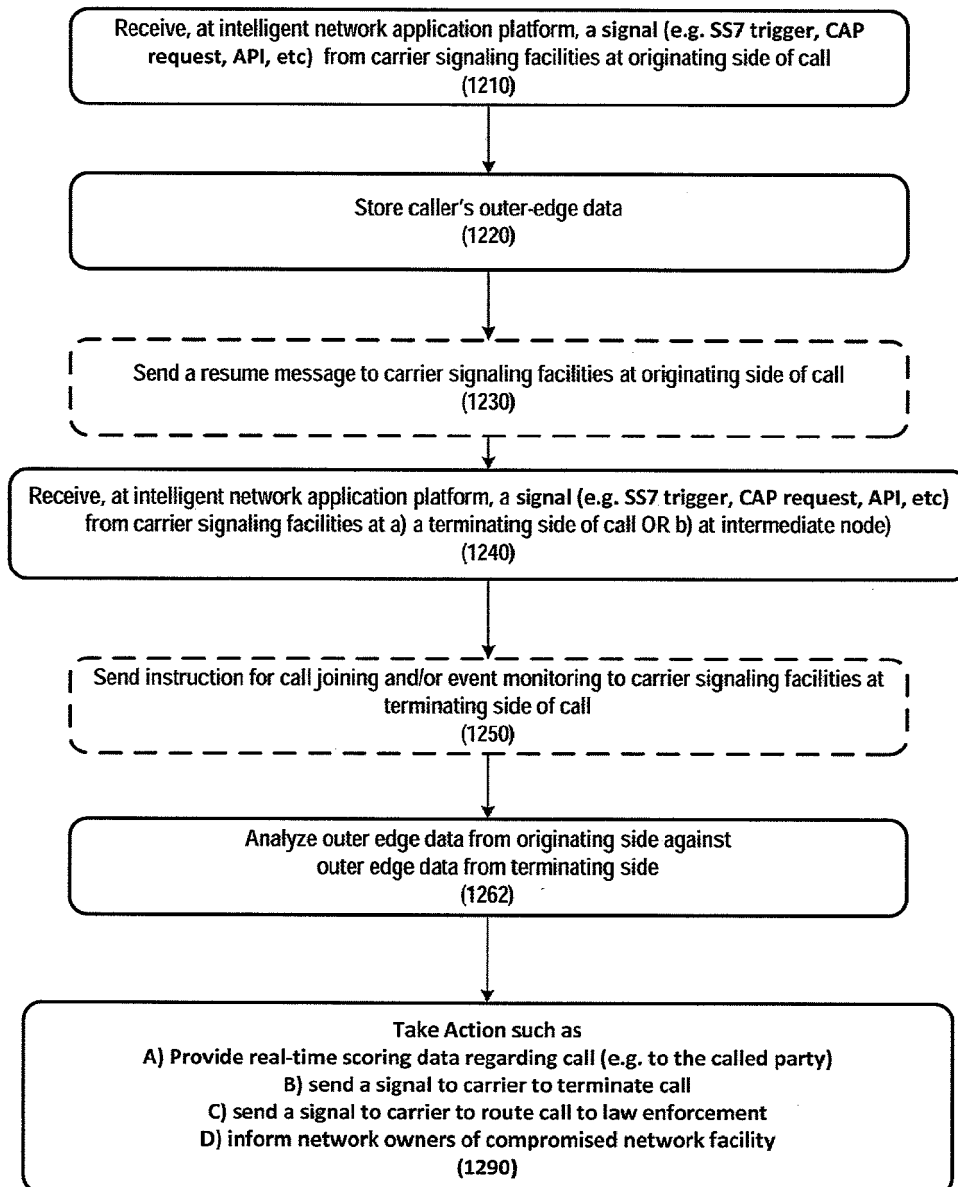 Receive, at intelligent network application platform, a signal (e.g. SS7 trigger, CAP
request, API, etc) from carrier signaling facilities at originating side of call
(1210)
Store caller's outer-edge data
(1220)
Send a resume message to carrier signaling facilities at originating side of call
(1230)
Receive, at intelligent network application platform, a signal (e.g. SS7 trigger, CAP request, API, etc)
from carrier signaling facilities at a) a terminating side of call OR b) at intermediate node)
(1240)
Send instruction for call joining and/or event monitoring to carrier signaling facilities at
terminating side of call
(1250)
Analyze outer edge data from originating side against
outer edge data from terminating side
(1262)
Take Action such as
A) Provide real-time scoring data regarding call (e.g. to the called party)
B) send a signal to carrier to terminate call
C) send a signal to carrier to route call to law enforcement
D) inform network owners of compromised network facility
(1290)